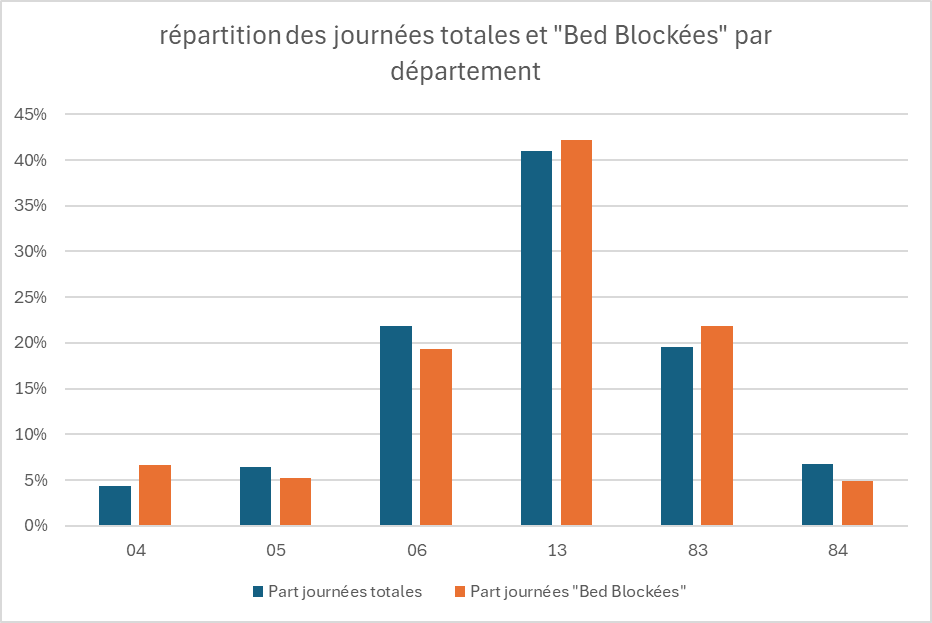 répartition des journées totales et "Bed Blockées" par
département
45%
40%
35%
30%
25%
20%
15%
10%
5%
0%
04 05 06 13 83 84
Part journées totales Part journées "Bed Blockées"